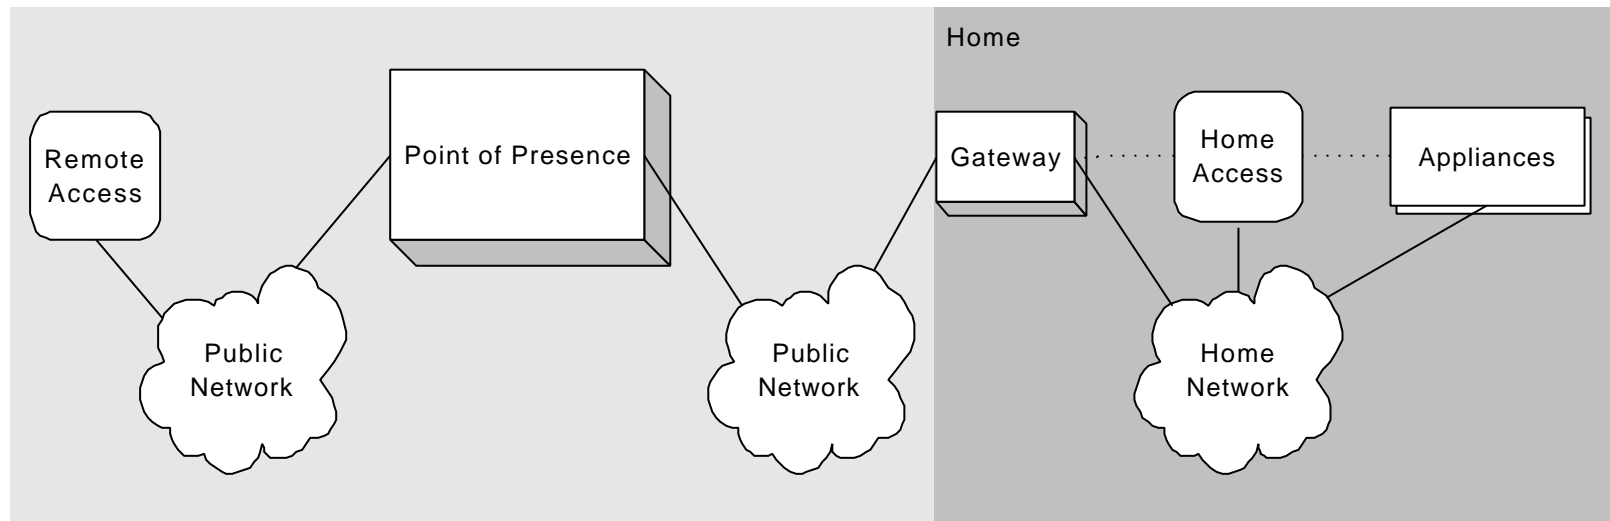 Home
Remote
Access
Point of Presence
Gateway
Home
Access
Appliances
Public
Network
Public
Network
Home
Network